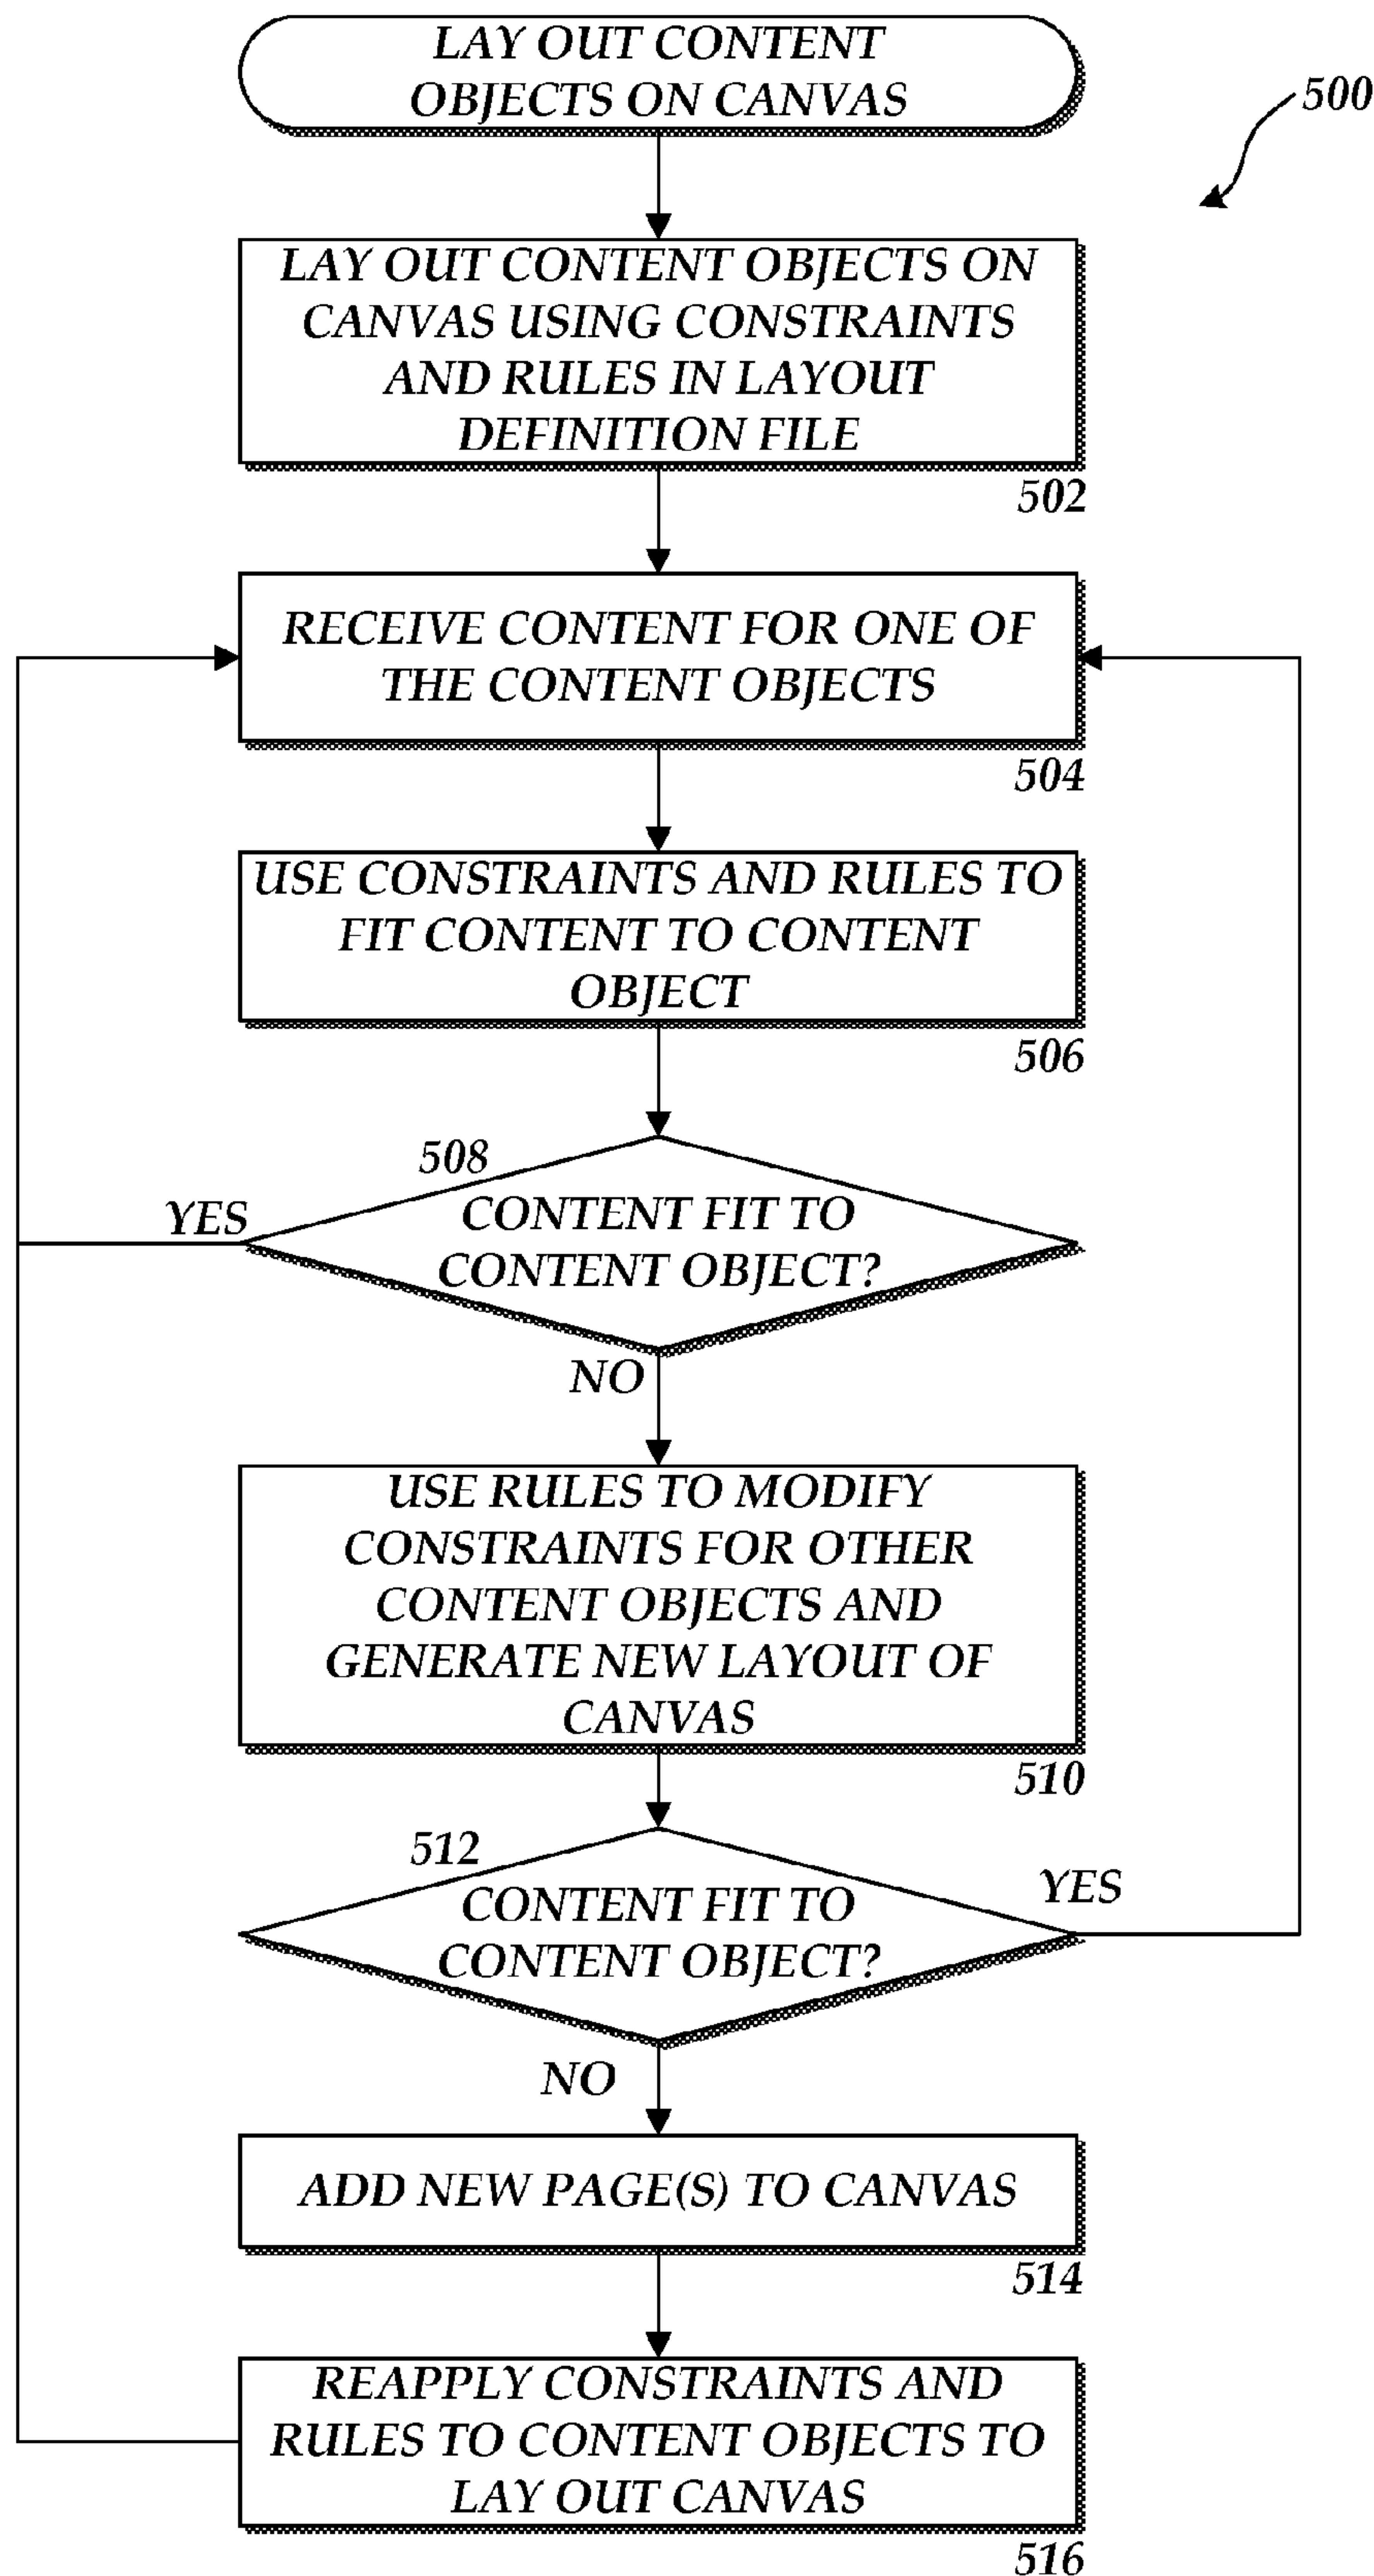 LAY OUT CONTENT
OBJECTS ON CANVAS
500
LAY OUT CONTENT OBJECTS ON
CANVAS USING CONSTRAINTS
AND RULES IN LAYOUT
DEFINITION FILE
502
RECEIVE CONTENT FOR ONE OF
THE CONTENT OBJECTS
504
USE CONSTRAINTS AND RULES TO
FIT CONTENT TO CONTENT
OBJECT
506
508
YES
CONTENT FIT TO
CONTENT OBJECT?
NO
USE RULES TO MODIFY
CONSTRAINTS FOR OTHER
CONTENT OBJECTS AND
GENERATE NEW LAYOUT OF
CANVAS
510
512
YES
CONTENT FIT TO
CONTENT OBJECT?
NO
ADD NEW PAGE(S) TO CANVAS
514
REAPPLY CONSTRAINTS AND
RULES TO CONTENT OBJECTS TO
LAY OUT CANVAS
516